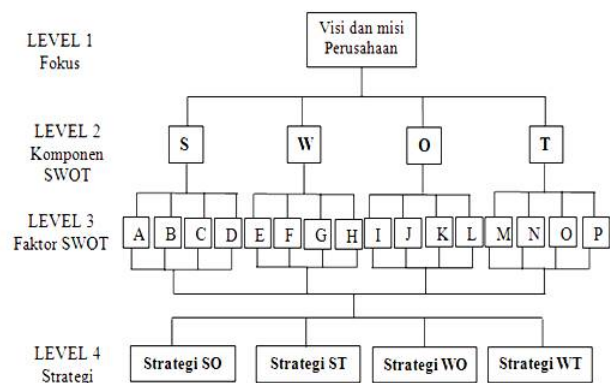 LEVEL 1
Fokus
Visi dan misi
Perusahaan
LEVEL 2
Komponen
SWOT
S W O T
LEVEL 3
Faktor SWOT
A B C D E F G H I J K L M N O P
LEVEL 4
Strategi
Strategi SO Strategi ST Strategi WO Strategi WT